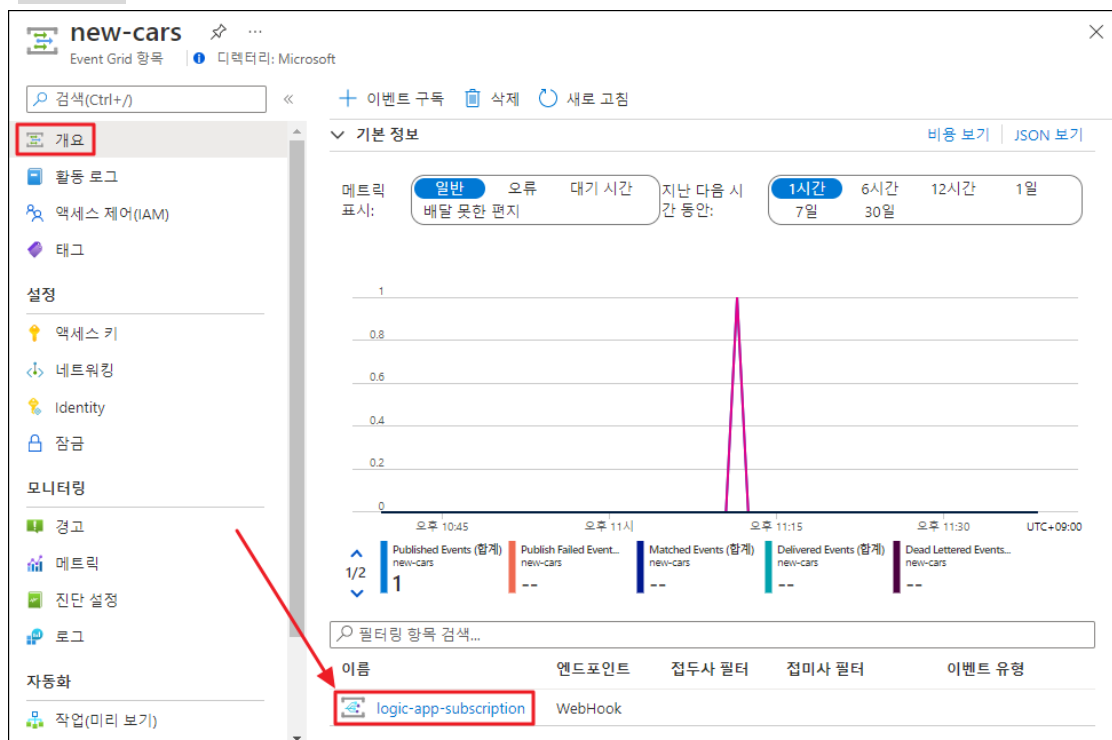 new-cars
Event Grid 항목
디렉터리: Microsoft
검색(Ctrl+/)
개요
활동 로그
액세스 제어(IAM)
태그
설정
액세스 키
네트워킹
Identity
잠금
모니터링
경고
메트릭
진단 설정
로그
자동화
작업(미리 보기)
이벤트 구독 삭제 새로 고침
기본 정보
비용 보기 JSON 보기
메트릭 표시:
일반 오류 대기 시간
배달 못한 편지
지난 다음 시
간 동안:
1시간 6시간 12시간 1일
7일 30일
1
0.8
0.6
0.4
0.2
0
오후 10:45 오후 11시 오후 11:15 오후 11:30 UTC+09:00
1/2
Published Events (합계)
new-cars
1
Publish Failed Event...
new-cars
--
Matched Events (합계)
new-cars
--
Delivered Events (합계)
new-cars
--
Dead Lettered Events...
new-cars
--
필터링 항목 검색...
이름 엔드포인트 접두사 필터 접미사 필터 이벤트 유형
logic-app-subscription WebHook